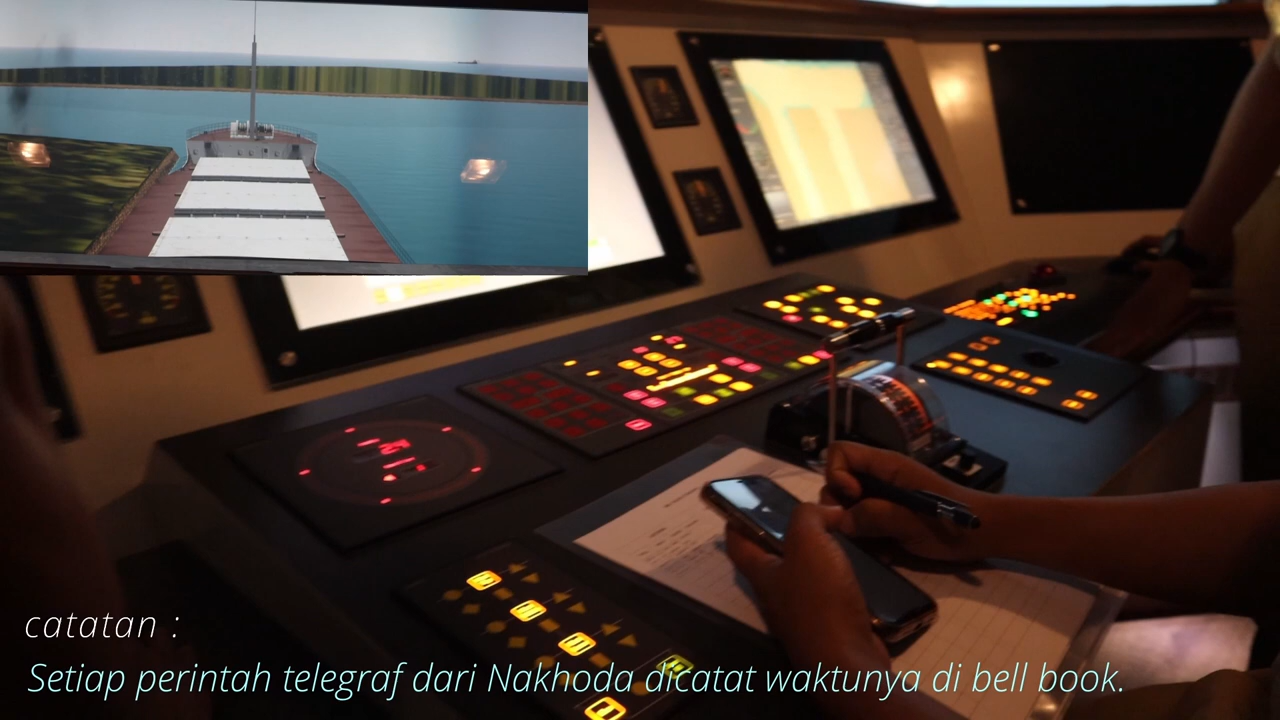 catatan :
Setiap perintah telegraf dari Nakhoda dicatat waktunya di bell book.